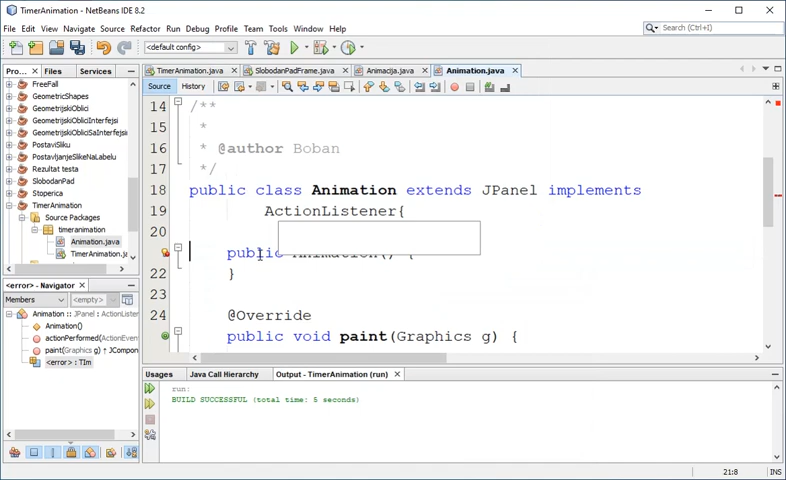 TimerAnimation - NetBeans IDE 8.2
File Edit View Navigate Source Refactor Run Debug Profile Team Tools Window Help
<default config>
Search (Ctrl+I)
Pro... Files Services
TimerAnimation.java SlobodanPadFrame.java Animacija.java Animation.java
Source History
FreeFall
GeometricShapes
GeometrijskiOblici
GeometrijskiObliciInterfejsi
GeometrijskiObliciSaInterfejsu
PostaviSliku
PostavljanjeSlikeNaLabelu
Rezultat testa
SlobodanPad
Stoperica
TimerAnimation
Source Packages
timeranimation
Animation.java
TimerAnimation.ja
14 /**
15 *
16 * @author Boban
17 */
18 public class Animation extends JPanel implements
19 ActionListener{
20
public Animation() {
22 }
23
24 @Override
public void paint(Graphics g) {
<error> - Navigator
Members <empty>
Animation :: JPanel : ActionListener
Animation()
actionPerformed(ActionEvent
paint(Graphics g) ↑ JCompon
<error> : TIm
Usages Java Call Hierarchy Output - TimerAnimation (run)
run:
BUILD SUCCESSFUL (total time: 5 seconds)
21:8 INS